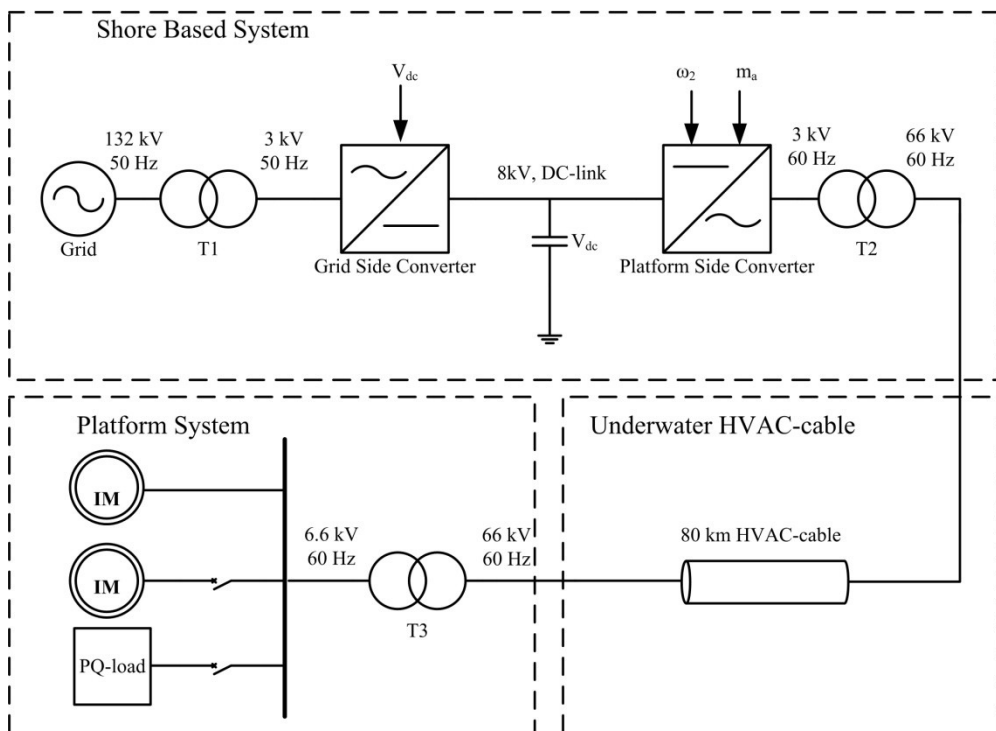 Shore Based System
V_dc
ω₂
m_a
132 kV
50 Hz
3 kV
50 Hz
8kV, DC-link
3 kV
60 Hz
66 kV
60 Hz
Grid
T1
Grid Side Converter
V_dc
Platform Side Converter
T2
Platform System
IM
IM
PQ-load
6.6 kV
60 Hz
66 kV
60 Hz
T3
Underwater HVAC-cable
80 km HVAC-cable